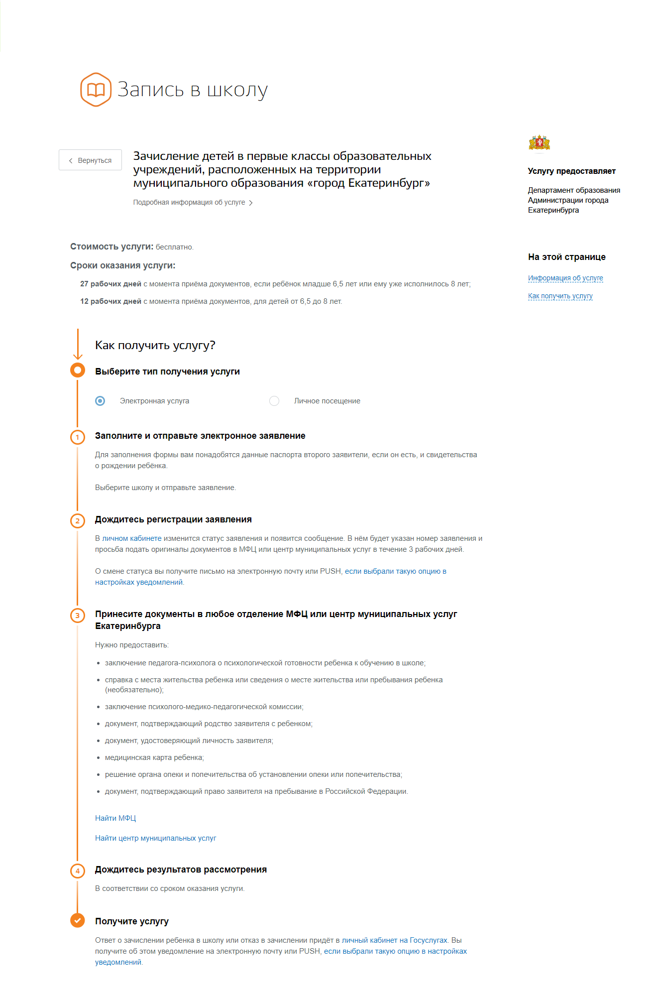 Запись в школу
Вернуться
Зачисление детей в первые классы образовательных
учреждений, расположенных на территории
муниципального образования «город Екатеринбург»
Подробная информация об услуге
Услугу предоставляет
Департамент образования
Администрации города
Екатеринбурга
Стоимость услуги: бесплатно.
Сроки оказания услуги:
27 рабочих дней с момента приёма документов, если ребёнок младше 6,5 лет или ему уже исполнилось 8 лет;
12 рабочих дней с момента приёма документов, для детей от 6,5 до 8 лет.
На этой странице
Информация об услуге
Как получить услугу
Как получить услугу?
Выберите тип получения услуги
Электронная услуга
Личное посещение
1
Заполните и отправьте электронное заявление
Для заполнения формы вам понадобятся данные паспорта второго заявители, если он есть, и свидетельства
о рождении ребёнка.
Выберите школу и отправьте заявление.
2
Дождитесь регистрации заявления
В личном кабинете изменится статус заявления и появится сообщение. В нём будет указан номер заявления и
просьба подать оригиналы документов в МФЦ или центр муниципальных услуг в течение 3 рабочих дней.
О смене статуса вы получите письмо на электронную почту или PUSH, если выбрали такую опцию в
настройках уведомлений.
3
Принесите документы в любое отделение МФЦ или центр муниципальных услуг
Екатеринбурга
Нужно предоставить:
• заключение педагога-психолога о психологической готовности ребенка к обучению в школе;
• справка с места жительства ребенка или сведения о месте жительства или пребывания ребенка
(необязательно);
• заключение психолого-медико-педагогической комиссии;
• документ, подтверждающий родство заявителя с ребенком;
• документ, удостоверяющий личность заявителя;
• медицинская карта ребенка;
• решение органа опеки и попечительства об установлении опеки или попечительства;
• документ, подтверждающий право заявителя на пребывание в Российской Федерации.
Найти МФЦ
Найти центр муниципальных услуг
4
Дождитесь результатов рассмотрения
В соответствии со сроком оказания услуги.
Получите услугу
Ответ о зачислении ребенка в школу или отказ в зачислении придёт в личный кабинет на Госуслугах. Вы
получите об этом уведомление на электронную почту или PUSH, если выбрали такую опцию в настройках
уведомлений.